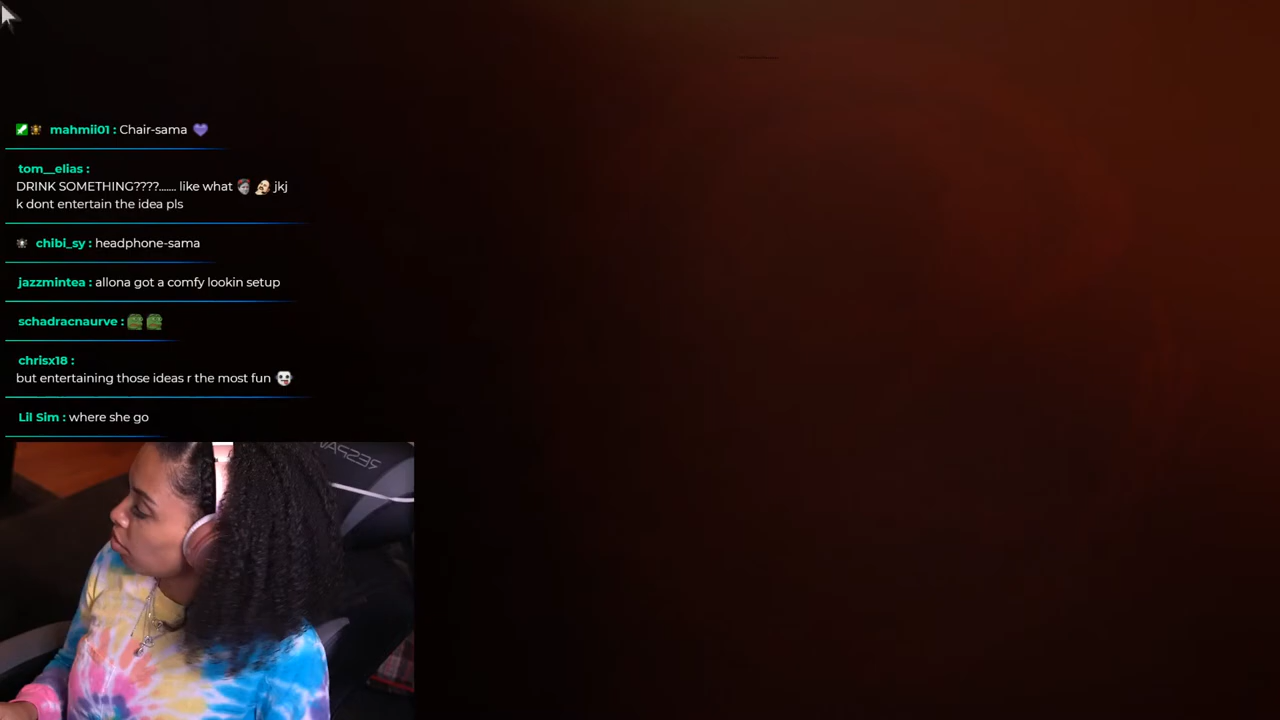 mahmii01 : Chair-sama
tom__elias :
DRINK SOMETHING????....... like what jkj
k dont entertain the idea pls
chibi_sy : headphone-sama
jazzmintea : allona got a comfy lookin setup
schadracnaurve :
chrisx18 :
but entertaining those ideas r the most fun
Lil Sim : where she go
RESPAW